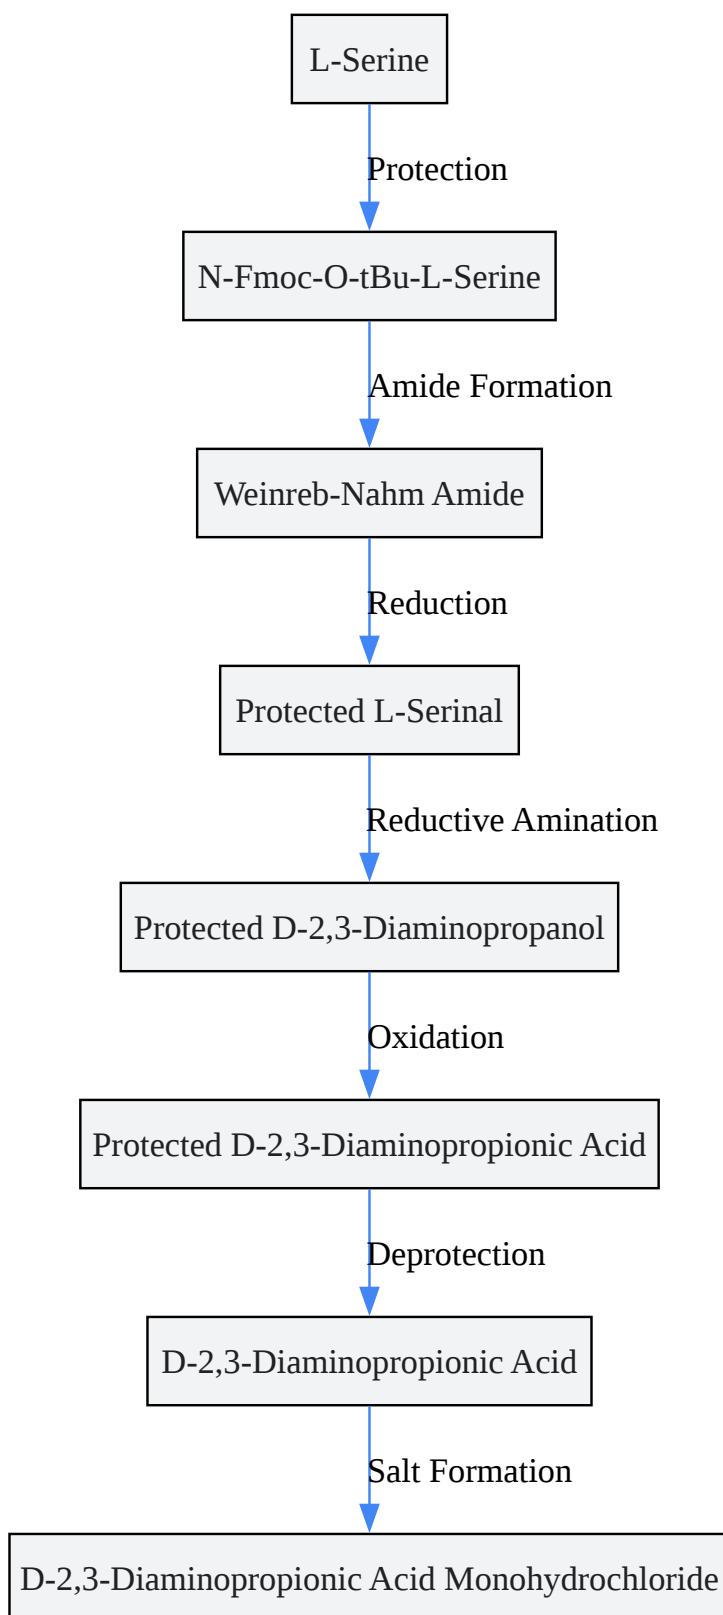 L-Serine
Protection
N-Fmoc-O-tBu-L-Serine
Amide Formation
Weinreb-Nahm Amide
Reduction
Protected L-Serinal
Reductive Amination
Protected D-2,3-Diaminopropanol
Oxidation
Protected D-2,3-Diaminopropionic Acid
Deprotection
D-2,3-Diaminopropionic Acid
Salt Formation
D-2,3-Diaminopropionic Acid Monohydrochloride